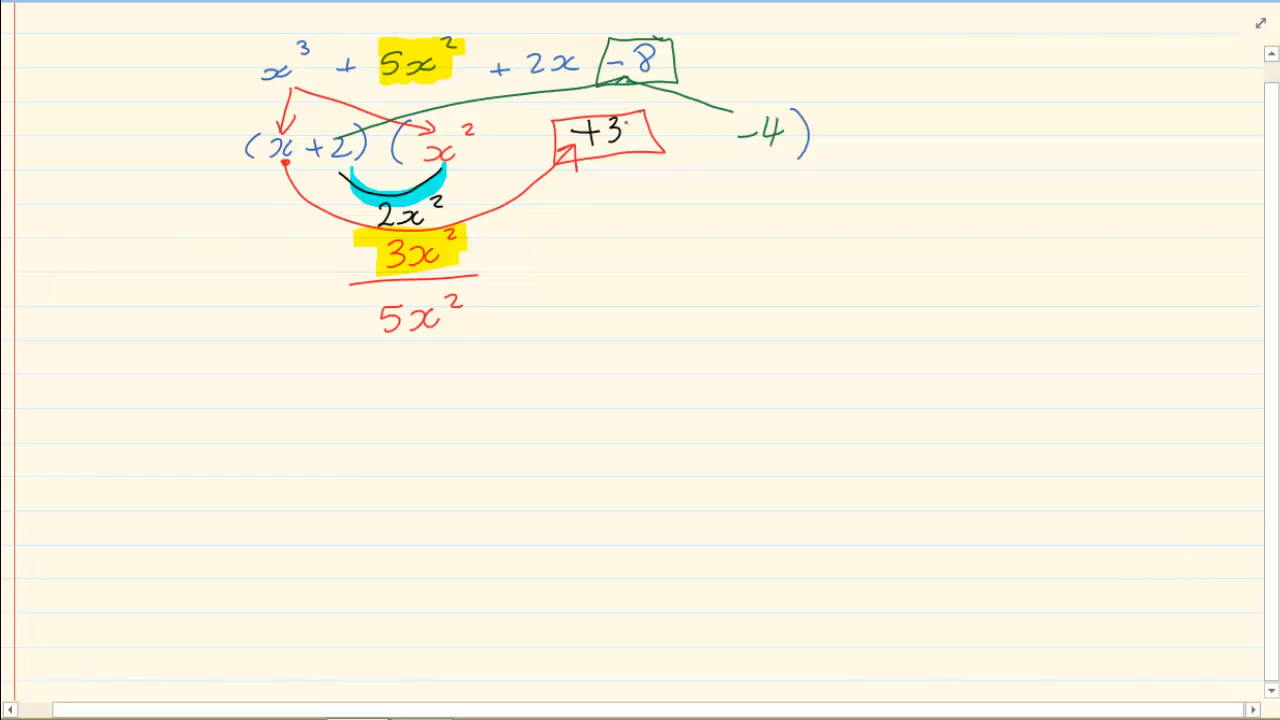 x³ + 5x² + 2x - 8
(x + 2) (x² +3 -4)
2x²
3x²
5x²